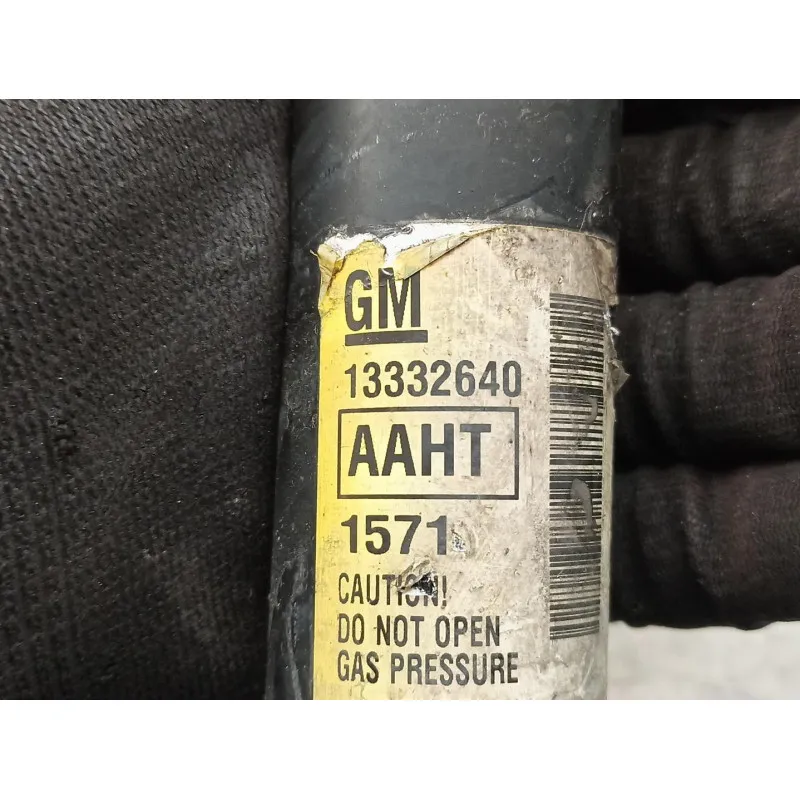 GM
13332640
AAHT
1571
CAUTION!
DO NOT OPEN
GAS PRESSURE